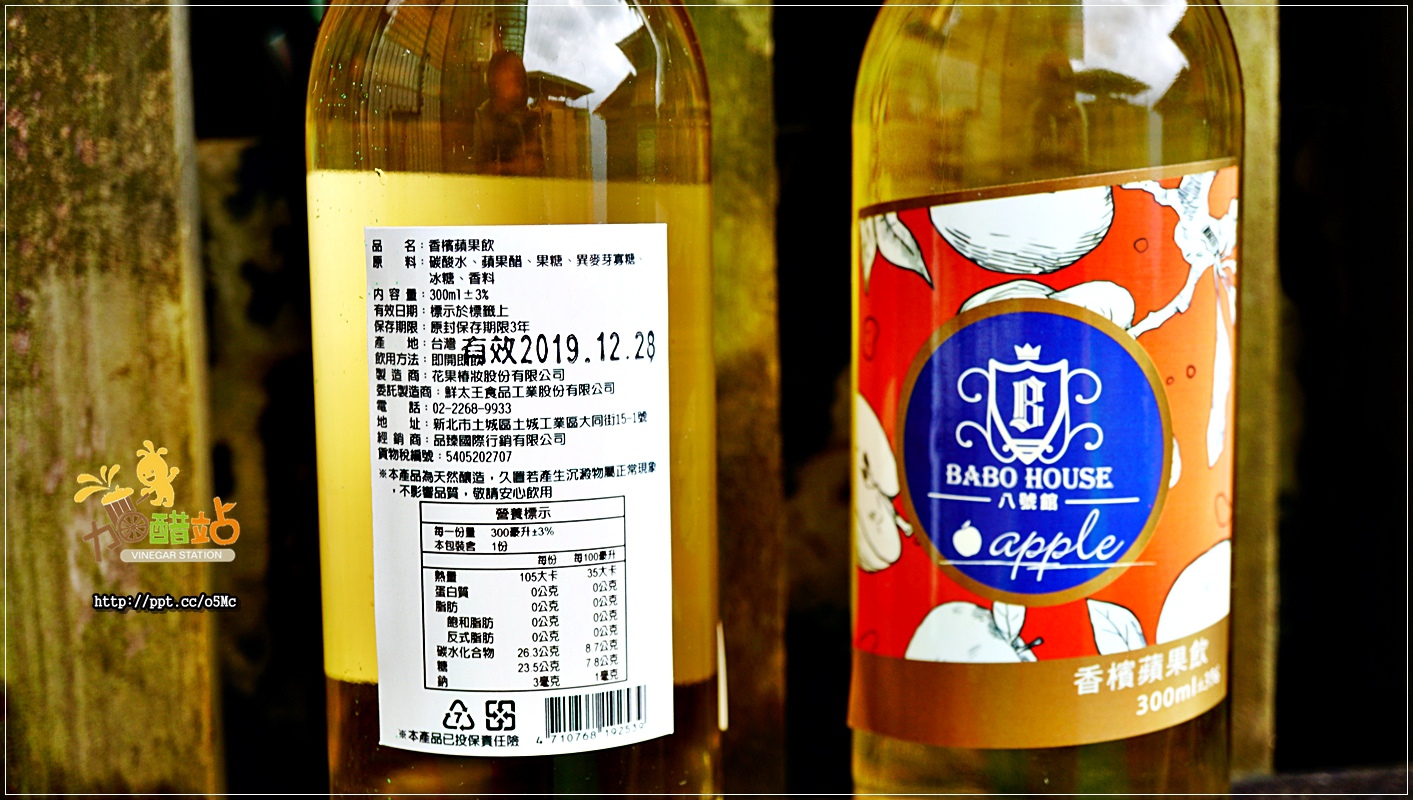 品 名：香檳蘋果飲
原 料：碳酸水、蘋果醋、果糖、異麥芽寡糖、
冰糖、香料
內 容 量：300ml±3%
有效日期：標示於標籤上
保存期限：原封保存期限3年
產 地：台灣
有效2019.12.28
飲用方法：即開即飲
製 造 商：花果樁妝股份有限公司
委託製造商：鮮太王食品工業股份有限公司
電 話：02-2268-9933
地 址：新北市土城區土城工業區大同街15-1號
經 銷 商：品臻國際行銷有限公司
貨物稅編號：5405202707
※本產品為天然釀造，久置若產生沉澱物屬正常現象
，不影響品質，敬請安心飲用
營養標示
每一份量 300毫升±3%
本包裝含 1份
每份 每100毫升
熱量 105大卡 35大卡
蛋白質 0公克 0公克
脂肪 0公克 0公克
飽和脂肪 0公克 0公克
反式脂肪 0公克 0公克
碳水化合物 26.3公克 8.7公克
糖 23.5公克 7.8公克
鈉 3毫克 1毫克
7
4 710768 192519
※本產品已投保責任險
B
BABO HOUSE
八號館
apple
香檳蘋果飲
300ml±3%
加醋站
VINEGAR STATION
http://ppt.cc/o5Mc